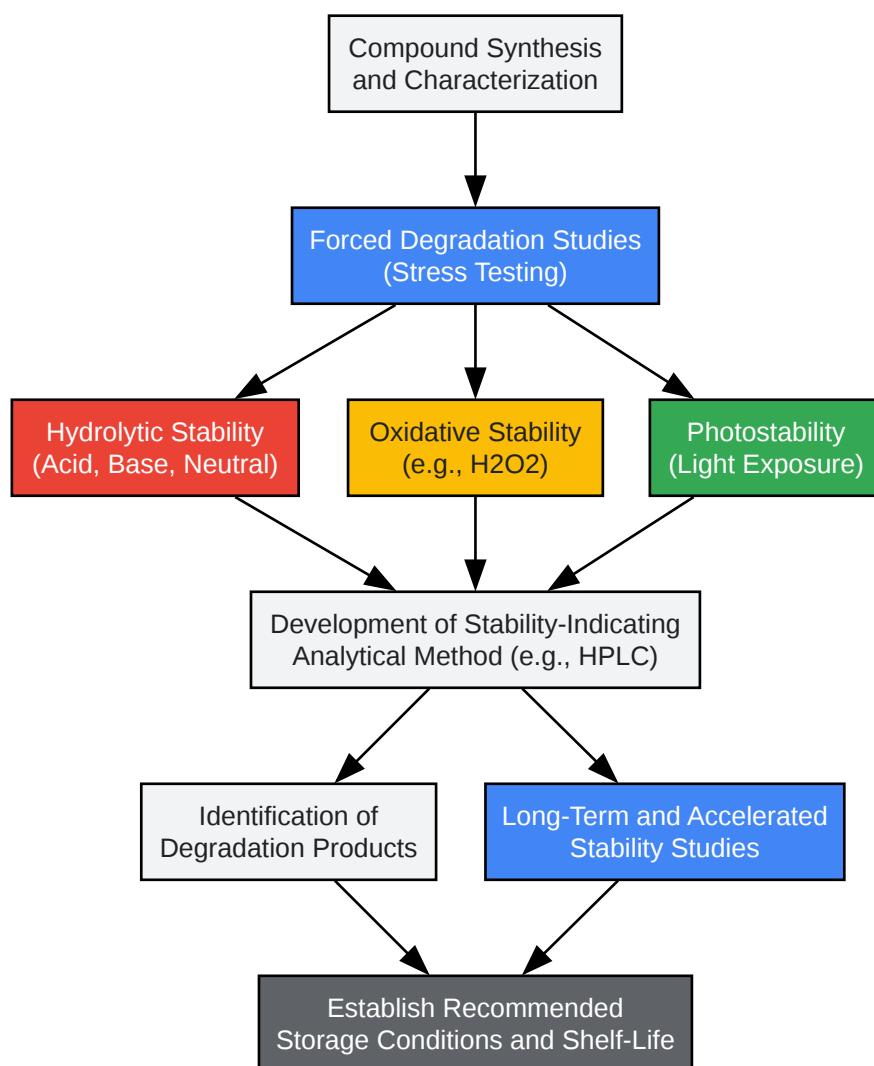 Compound Synthesis
and Characterization
Forced Degradation Studies
(Stress Testing)
Hydrolytic Stability
(Acid, Base, Neutral)
Oxidative Stability
(e.g., H2O2)
Photostability
(Light Exposure)
Development of Stability-Indicating
Analytical Method (e.g., HPLC)
Identification of
Degradation Products
Long-Term and Accelerated
Stability Studies
Establish Recommended
Storage Conditions and Shelf-Life